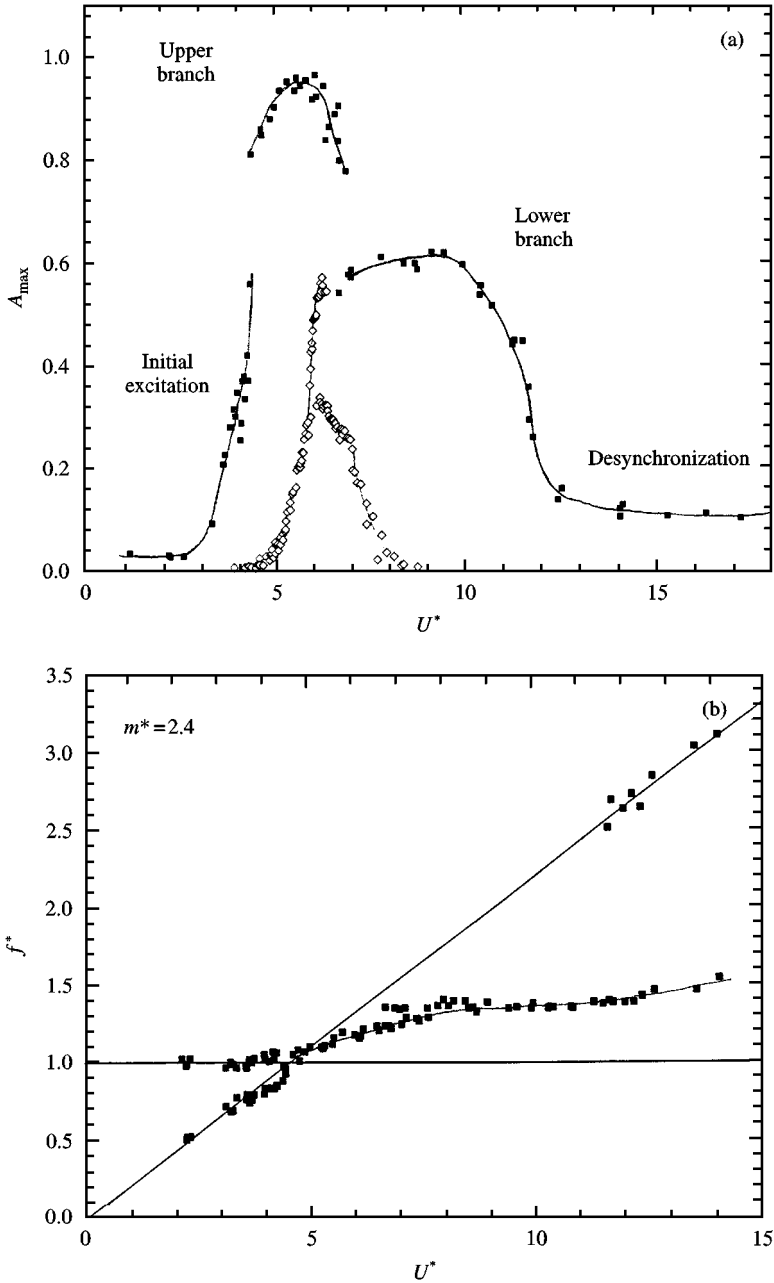 (a)
Upper
branch
1.0
0.8
Lower
branch
0.6
A_max
0.4
Initial
excitation
Desynchronization
0.2
0.0
0 5 10 15
U*
3.5
(b)
m* = 2.4
3.0
2.5
2.0
f*
1.5
1.0
0.5
0.0
0 5 10 15
U*